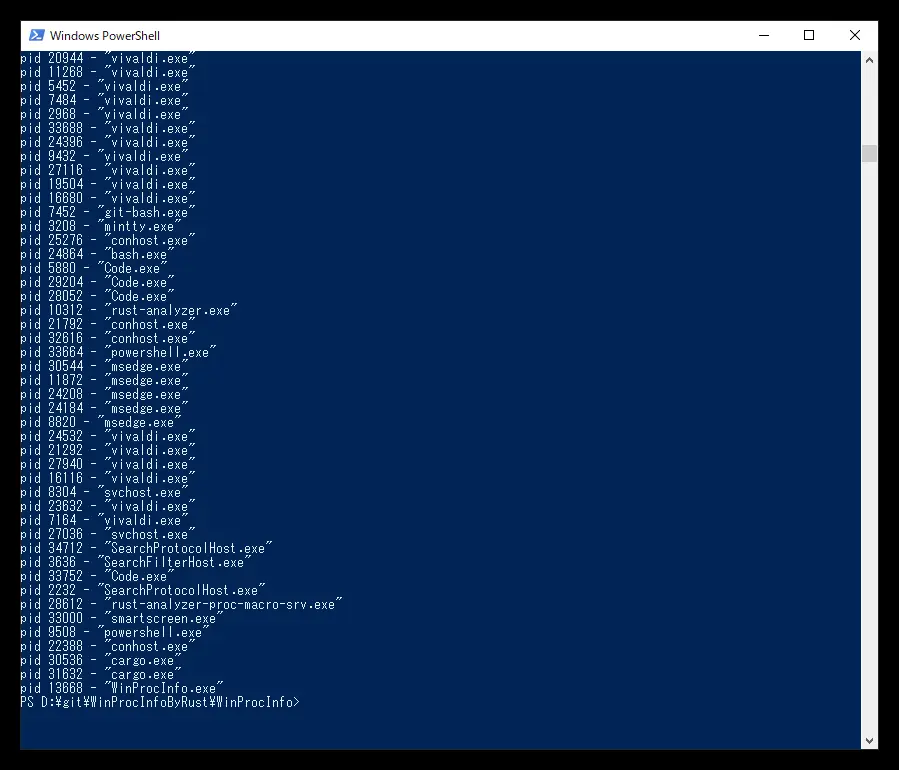 Windows PowerShell
pid 20944 - "vivaldi.exe"
pid 11268 - "vivaldi.exe"
pid 5452 - "vivaldi.exe"
pid 7484 - "vivaldi.exe"
pid 2968 - "vivaldi.exe"
pid 33688 - "vivaldi.exe"
pid 24396 - "vivaldi.exe"
pid 9432 - "vivaldi.exe"
pid 27116 - "vivaldi.exe"
pid 19504 - "vivaldi.exe"
pid 16680 - "vivaldi.exe"
pid 7452 - "git-bash.exe"
pid 3208 - "mintty.exe"
pid 25276 - "conhost.exe"
pid 24864 - "bash.exe"
pid 5880 - "Code.exe"
pid 29204 - "Code.exe"
pid 28052 - "Code.exe"
pid 10312 - "rust-analyzer.exe"
pid 21792 - "conhost.exe"
pid 32616 - "conhost.exe"
pid 33664 - "powershell.exe"
pid 30544 - "msedge.exe"
pid 11872 - "msedge.exe"
pid 24208 - "msedge.exe"
pid 24184 - "msedge.exe"
pid 8820 - "msedge.exe"
pid 24532 - "vivaldi.exe"
pid 21292 - "vivaldi.exe"
pid 27940 - "vivaldi.exe"
pid 16116 - "vivaldi.exe"
pid 8304 - "svchost.exe"
pid 23632 - "vivaldi.exe"
pid 7164 - "vivaldi.exe"
pid 27036 - "svchost.exe"
pid 34712 - "SearchProtocolHost.exe"
pid 3636 - "SearchFilterHost.exe"
pid 33752 - "Code.exe"
pid 2232 - "SearchProtocolHost.exe"
pid 28612 - "rust-analyzer-proc-macro-srv.exe"
pid 33000 - "smartscreen.exe"
pid 9508 - "powershell.exe"
pid 22388 - "conhost.exe"
pid 30536 - "cargo.exe"
pid 31632 - "cargo.exe"
pid 13668 - "WinProcInfo.exe"
PS D:¥git¥WinProcInfoByRust¥WinProcInfo>